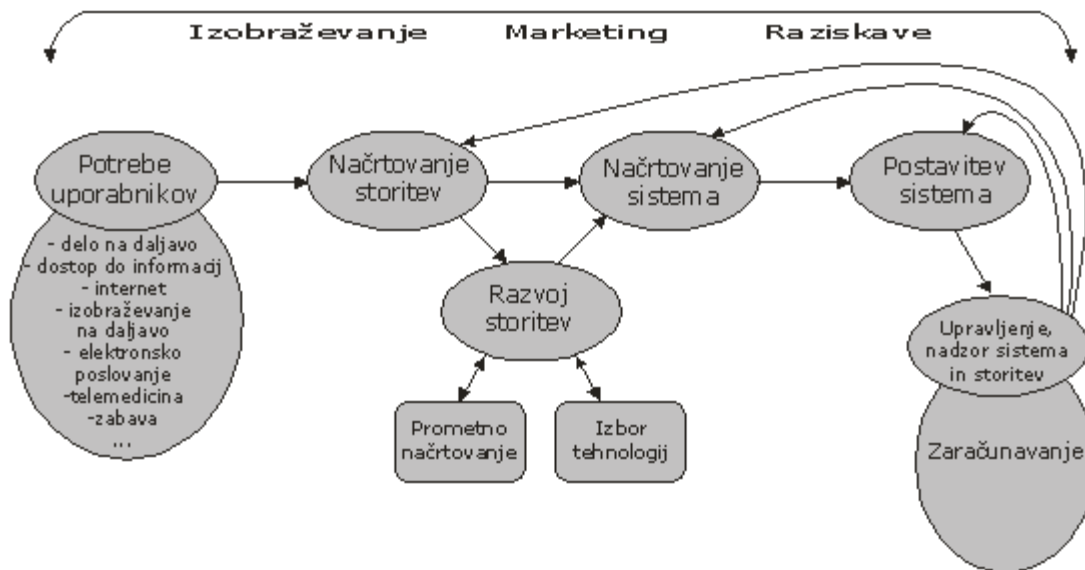 Izobraževanje Marketing Raziskave
Potrebe
uporabnikov
- delo na daljavo
- dostop do informacij
- internet
- izobraževanje
na daljavo
- elektronsko
poslovanje
-telemedicina
-zabava
...
Načrtovanje
storitev
Načrtovanje
sistema
Postavitev
sistema
Razvoj
storitev
Prometno
načrtovanje
Izbor
tehnologij
Upravljenje,
nadzor sistema
in storitev
Zaračunavanje